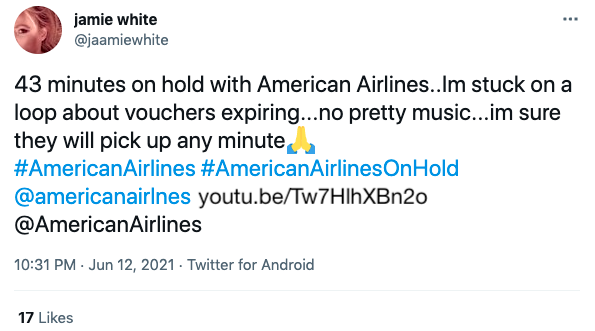 jamie white
@jaamiewhite
43 minutes on hold with American Airlines..Im stuck on a
loop about vouchers expiring...no pretty music...im sure
they will pick up any minute🙏
#AmericanAirlines #AmericanAirlinesOnHold
@americanairlnes youtu.be/Tw7HlhXBn2o
@AmericanAirlines
10:31 PM · Jun 12, 2021 · Twitter for Android
17 Likes